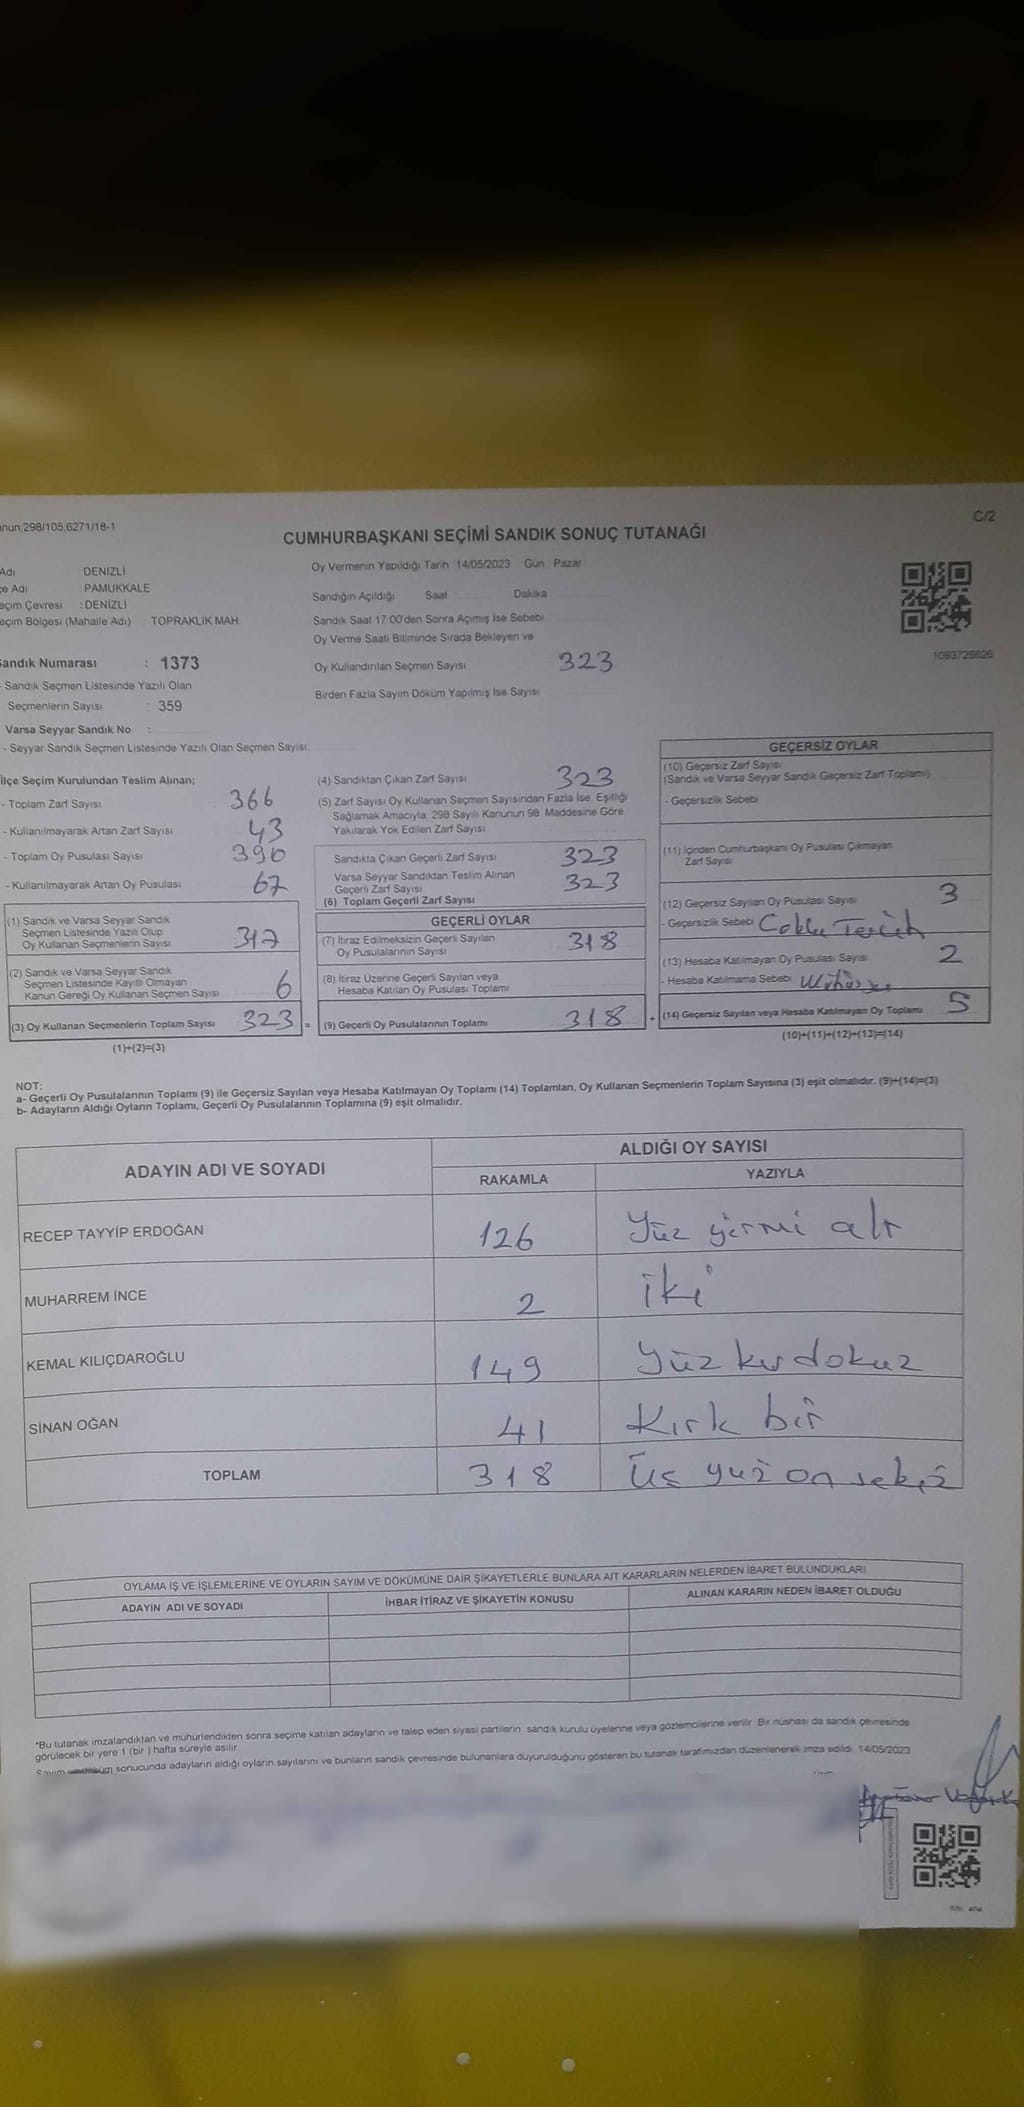 298/105,6271/18-1
C/2
CUMHURBAŞKANI SEÇİMİ SANDIK SONUÇ TUTANAĞI
Adı DENİZLİ
Adı : PAMUKKALE
Çevresi : DENİZLİ
Bölgesi (Mahalle Adı) : TOPRAKLIK MAH
Sandık Numarası : 1373
- Sandık Seçmen Listesinde Yazılı Olan
Seçmenlerin Sayısı : 359
Varsa Seyyar Sandık No :
- Seyyar Sandık Seçmen Listesinde Yazılı Olan Seçmen Sayısı:
Oy Vermenin Yapıldığı Tarih 14/05/2023 Gün : Pazar
Sandığın Açıldığı Saat Dakika
Sandık Saat 17:00'den Sonra Açımış İse Sebebi
Oy Verme Saati Bitiminde Sırada Bekleyen ve
Oy Kullandırılan Seçmen Sayısı 323
Birden Fazla Sayım Döküm Yapılmış İse Sayısı
1093726626
İlçe Seçim Kurulundan Teslim Alınan;
- Toplam Zarf Sayısı 366
- Kullanılmayarak Artan Zarf Sayısı 43
- Toplam Oy Pusulası Sayısı 390
- Kullanılmayarak Artan Oy Pusulası 67
(1) Sandık ve Varsa Seyyar Sandık
Seçmen Listesinde Yazılı Olup
Oy Kullanan Seçmenlerin Sayısı 317
(2) Sandık ve Varsa Seyyar Sandık
Seçmen Listesinde Kayıtlı Olmayan
Kanun Gereği Oy Kullanan Seçmen Sayısı 6
(3) Oy Kullanan Seçmenlerin Toplam Sayısı 323 =
(1)+(2)=(3)
(4) Sandıktan Çıkan Zarf Sayısı 323
(5) Zarf Sayısı Oy Kullanan Seçmen Sayısından Fazla İse, Eşitliği
Sağlamak Amacıyla, 298 Sayılı Kanunun 98. Maddesine Göre
Yakılarak Yok Edilen Zarf Sayısı
Sandıkta Çıkan Geçerli Zarf Sayısı 323
Varsa Seyyar Sandıktan Teslim Alınan
Geçerli Zarf Sayısı 323
(6) Toplam Geçerli Zarf Sayısı
GEÇERLİ OYLAR
(7) İtiraz Edilmeksizin Geçerli Sayılan
Oy Pusulalarının Sayısı 318
(8) İtiraz Üzerine Geçerli Sayılan veya
Hesaba Katılan Oy Pusulası Toplamı
(9) Geçerli Oy Pusulalarının Toplamı 318 +
GEÇERSİZ OYLAR
(10) Geçersiz Zarf Sayısı
(Sandık ve Varsa Seyyar Sandık Geçersiz Zarf Toplamı)
- Geçersizlik Sebebi
(11) İçinden Cumhurbaşkanı Oy Pusulası Çıkmayan
Zarf Sayısı
(12) Geçersiz Sayılan Oy Pusulası Sayısı 3
- Geçersizlik Sebebi Çoklu Tercih
(13) Hesaba Katılmayan Oy Pusulası Sayısı 2
- Hesaba Katılmama Sebebi
(14) Geçersiz Sayılan veya Hesaba Katılmayan Oy Toplamı 5
(10)+(11)+(12)+(13)=(14)
NOT:
a- Geçerli Oy Pusulalarının Toplamı (9) ile Geçersiz Sayılan veya Hesaba Katılmayan Oy Toplamı (14) Toplamları, Oy Kullanan Seçmenlerin Toplam Sayısına (3) eşit olmalıdır. (9)+(14)=(3)
b- Adayların Aldığı Oyların Toplamı, Geçerli Oy Pusulalarının Toplamına (9) eşit olmalıdır.
ADAYIN ADI VE SOYADI ALDIĞI OY SAYISI
RAKAMLA YAZIYLA
RECEP TAYYİP ERDOĞAN 126 Yüz yirmi altı
MUHARREM İNCE 2 iki
KEMAL KILIÇDAROĞLU 149 Yüz kırk dokuz
SİNAN OĞAN 41 Kırk bir
TOPLAM 318 Üç yüz on sekiz
OYLAMA İŞ VE İŞLEMLERİNE VE OYLARIN SAYIM VE DÖKÜMÜNE DAİR ŞİKAYETLERLE BUNLARA AİT KARARLARIN NELERDEN İBARET BULUNDUKLARI
ADAYIN ADI VE SOYADI İHBAR İTİRAZ VE ŞİKAYETİN KONUSU ALINAN KARARIN NEDEN İBARET OLDUĞU
*Bu tutanak imzalandıktan ve mühürlendikten sonra seçime katılan adayların ve talep eden siyasi partilerin sandık kurulu üyelerine veya gözlemcilerine verilir. Bir nüshası da sandık çevresinde
görülecek bir yere 1 (bir ) hafta süreyle asılır.
Sayım sonucunda adayların aldığı oyların sayılarını ve bunların sandık çevresinde bulunanlara duyurulduğunu gösteren bu tutanak tarafımızdan düzenlenerek imza edildi. 14/05/2023